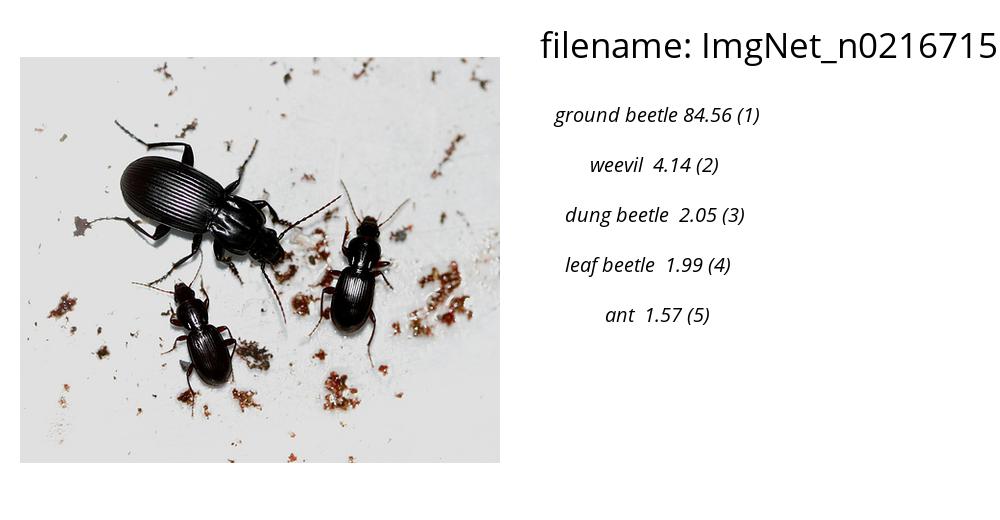 filename: ImgNet_n0216715
ground beetle 84.56 (1)
weevil 4.14 (2)
dung beetle 2.05 (3)
leaf beetle 1.99 (4)
ant 1.57 (5)